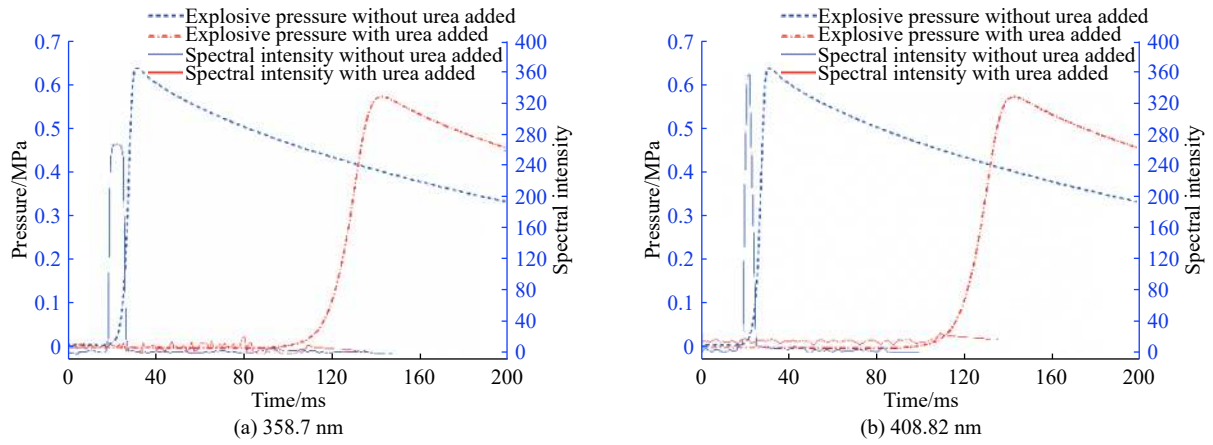 Explosive pressure without urea added
Explosive pressure with urea added
Spectral intensity without urea added
Spectral intensity with urea added
0.7
0.6
0.5
0.4
0.3
0.2
0.1
0
Pressure/MPa
400
360
320
280
240
200
160
120
80
40
0
Spectral intensity
0 40 80 120 160 200
Time/ms
(a) 358.7 nm
Explosive pressure without urea added
Explosive pressure with urea added
Spectral intensity without urea added
Spectral intensity with urea added
0.7
0.6
0.5
0.4
0.3
0.2
0.1
0
Pressure/MPa
400
360
320
280
240
200
160
120
80
40
0
Spectral intensity
0 40 80 120 160 200
Time/ms
(b) 408.82 nm